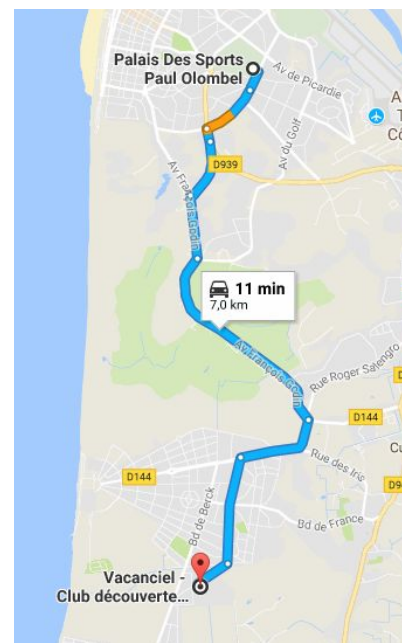 Palais Des Sports
Paul Olombel
Av de Picardie
Av du Golf
D939
Av François Godin
11 min
7,0 km
Av. François Godin
Rue Roger Salengro
D144
Rue des Iris
D144
Bd de Berck
Bd de France
Vacanciel -
Club découverte...